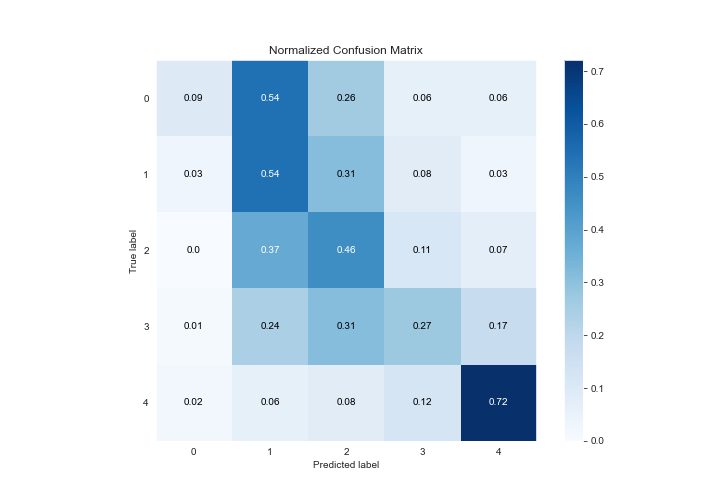 Normalized Confusion Matrix
0 0.09 0.54 0.26 0.06 0.06
1 0.03 0.54 0.31 0.08 0.03
2 0.0 0.37 0.46 0.11 0.07
3 0.01 0.24 0.31 0.27 0.17
4 0.02 0.06 0.08 0.12 0.72
0 1 2 3 4
Predicted label
True label
0.7
0.6
0.5
0.4
0.3
0.2
0.1
0.0